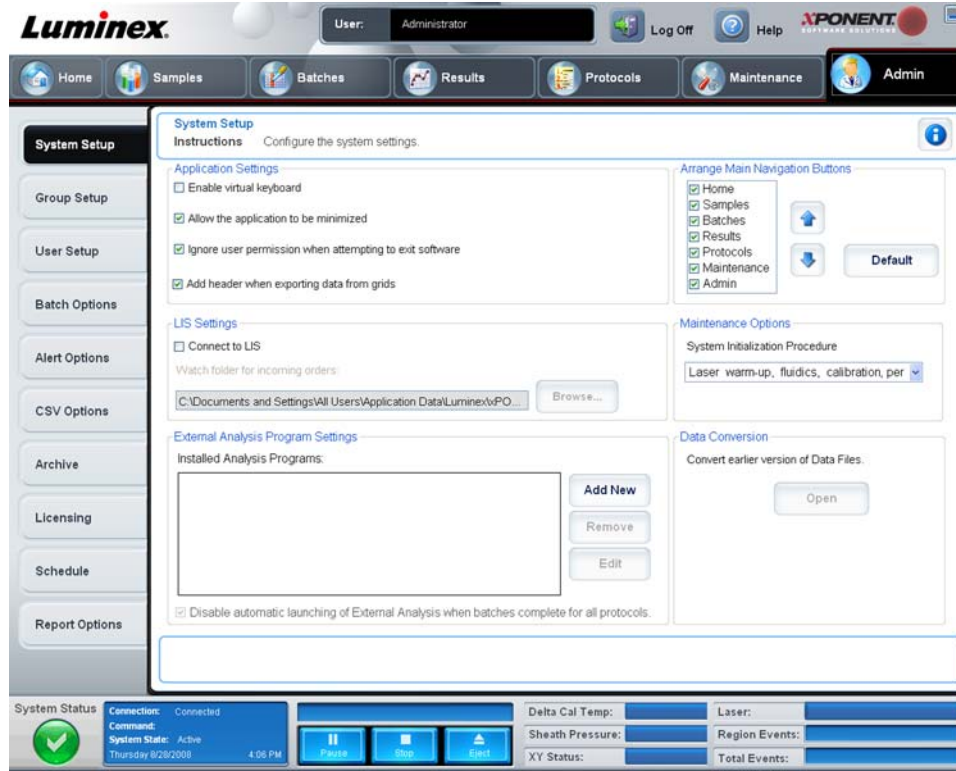 Luminex.
User: Administrator
Log Off
Help
XPONENT.
SOFTWARE SOLUTIONS
Home
Samples
Batches
Results
Protocols
Maintenance
Admin
System Setup
Group Setup
User Setup
Batch Options
Alert Options
CSV Options
Archive
Licensing
Schedule
Report Options
System Setup
Instructions Configure the system settings.
Application Settings
Enable virtual keyboard
Allow the application to be minimized
Ignore user permission when attempting to exit software
Add header when exporting data from grids
Arrange Main Navigation Buttons
Home
Samples
Batches
Results
Protocols
Maintenance
Admin
Default
LIS Settings
Connect to LIS
Watch folder for incoming orders:
C:\Documents and Settings\All Users\Application Data\Luminex\xPO...
Browse...
Maintenance Options
System Initialization Procedure
Laser warm-up, fluidics, calibration, per
External Analysis Program Settings
Installed Analysis Programs:
Add New
Remove
Edit
Disable automatic launching of External Analysis when batches complete for all protocols.
Data Conversion
Convert earlier version of Data Files.
Open
System Status
Connection: Connected
Command:
System State: Active
Thursday 8/28/2008 4:06 PM
Pause
Stop
Eject
Delta Cal Temp:
Sheath Pressure:
XY Status:
Laser:
Region Events:
Total Events: